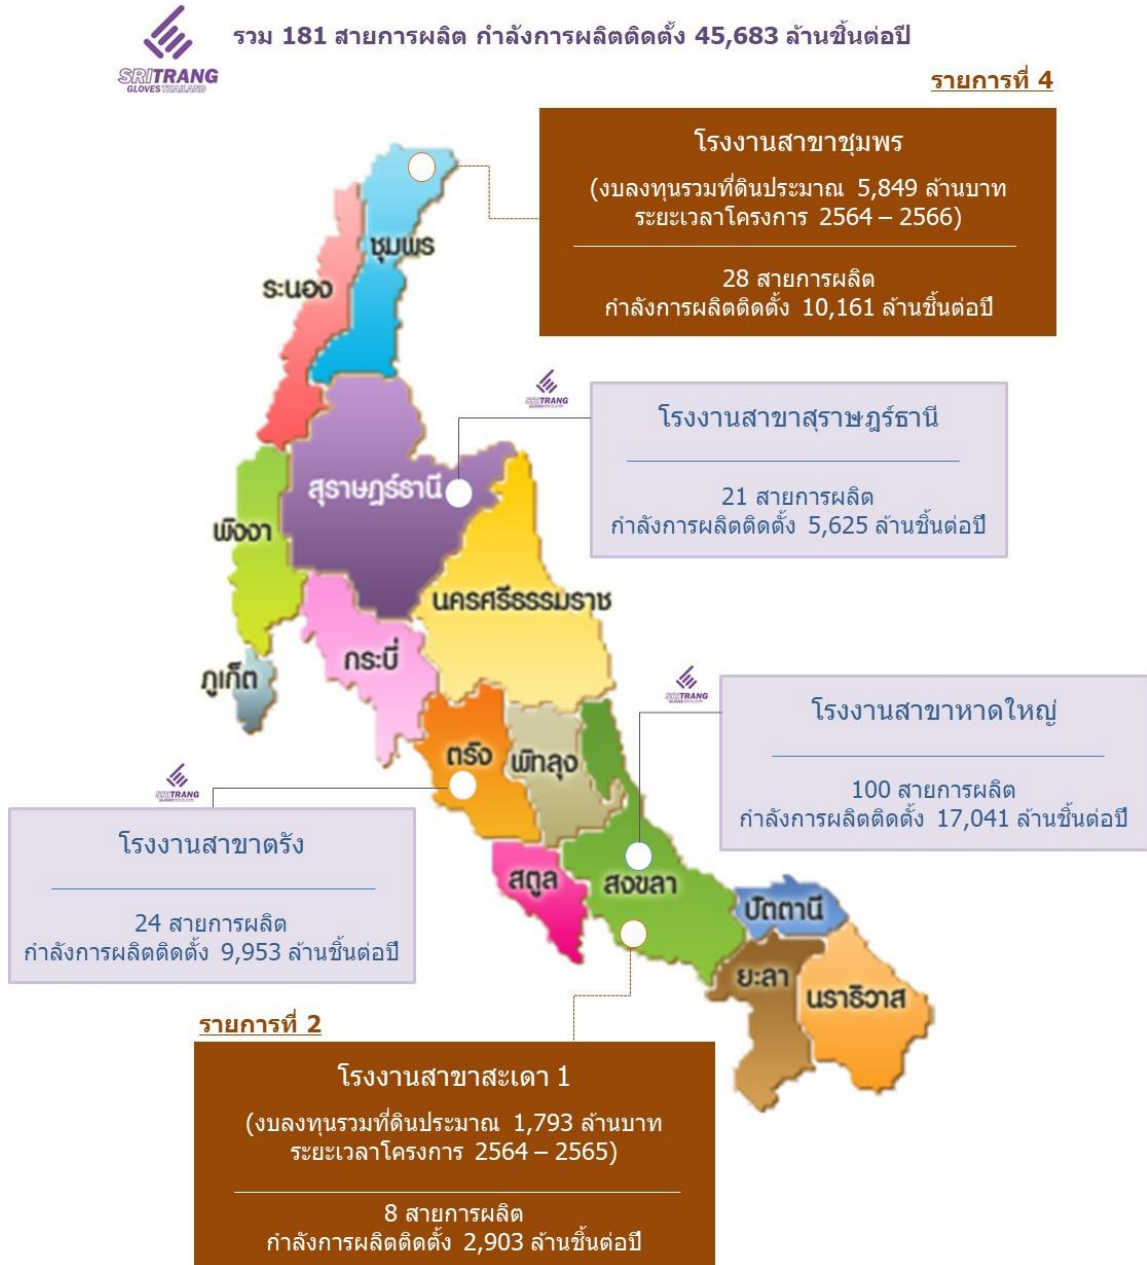 รวม 181 สายการผลิต กำลังการผลิตติดตั้ง 45,683 ล้านชิ้นต่อปี
SRITRANG
GLOVES THAILAND
รายการที่ 4
โรงงานสาขาชุมพร
(งบลงทุนรวมที่ดินประมาณ 5,849 ล้านบาท
ระยะเวลาโครงการ 2564 – 2566)
28 สายการผลิต
กำลังการผลิตติดตั้ง 10,161 ล้านชิ้นต่อปี
ชุมพร
ระนอง
SRITRANG
โรงงานสาขาสุราษฎร์ธานี
21 สายการผลิต
กำลังการผลิตติดตั้ง 5,625 ล้านชิ้นต่อปี
สุราษฎร์ธานี
พังงา
นครศรีธรรมราช
กระบี่
ภูเก็ต
SRITRANG
โรงงานสาขาหาดใหญ่
100 สายการผลิต
กำลังการผลิตติดตั้ง 17,041 ล้านชิ้นต่อปี
ตรัง
พัทลุง
SRITRANG
โรงงานสาขาตรัง
24 สายการผลิต
กำลังการผลิตติดตั้ง 9,953 ล้านชิ้นต่อปี
สตูล
สงขลา
ปัตตานี
ยะลา
นราธิวาส
รายการที่ 2
โรงงานสาขาสะเดา 1
(งบลงทุนรวมที่ดินประมาณ 1,793 ล้านบาท
ระยะเวลาโครงการ 2564 – 2565)
8 สายการผลิต
กำลังการผลิตติดตั้ง 2,903 ล้านชิ้นต่อปี